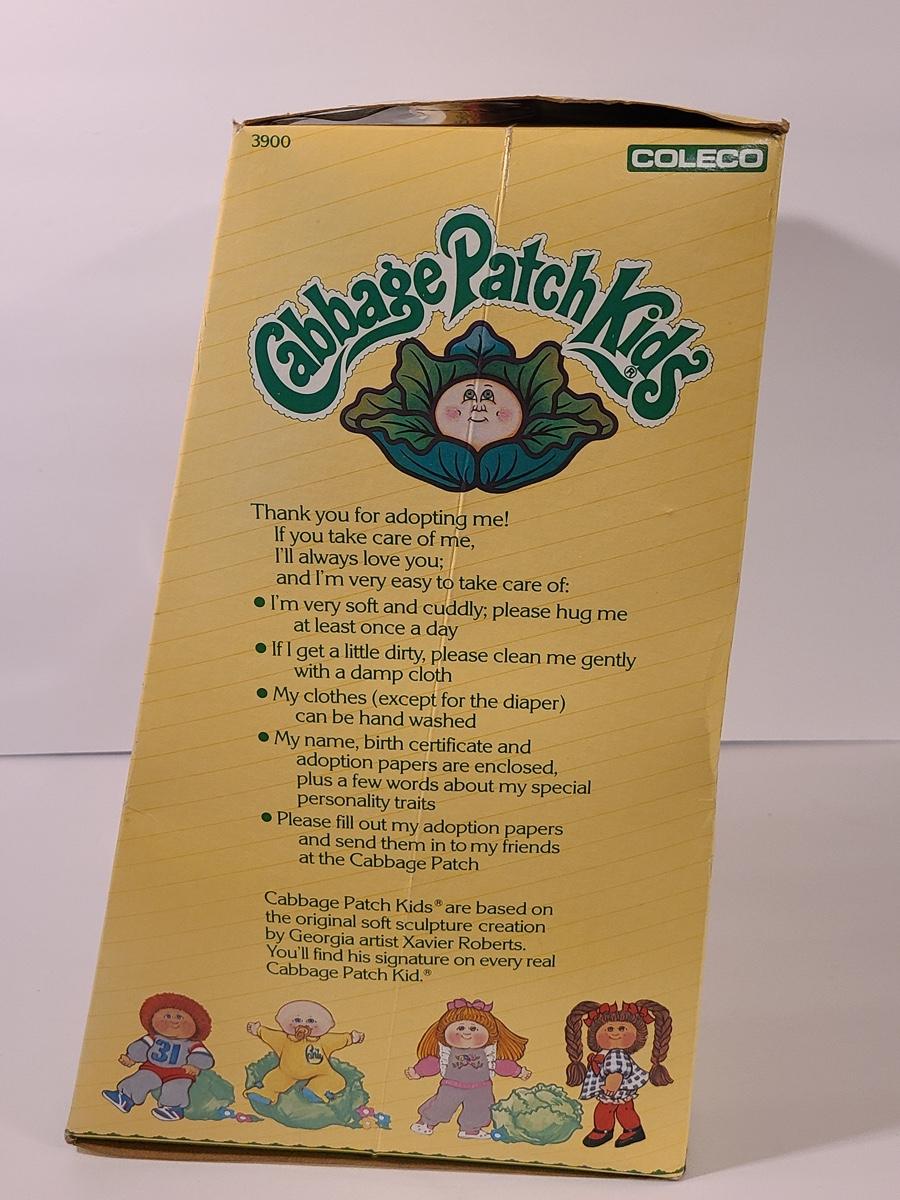 3900
COLECO
Cabbage Patch Kids®
Thank you for adopting me!
If you take care of me,
I'll always love you;
and I'm very easy to take care of:
● I'm very soft and cuddly; please hug me
at least once a day
● If I get a little dirty, please clean me gently
with a damp cloth
● My clothes (except for the diaper)
can be hand washed
● My name, birth certificate and
adoption papers are enclosed,
plus a few words about my special
personality traits
● Please fill out my adoption papers
and send them in to my friends
at the Cabbage Patch
Cabbage Patch Kids® are based on
the original soft sculpture creation
by Georgia artist Xavier Roberts.
You'll find his signature on every real
Cabbage Patch Kid.®
31